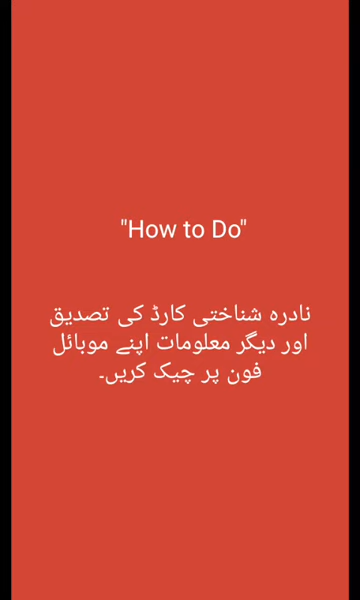 "How to Do"
نادرہ شناختی کارڈ کی تصدیق
اور دیگر معلومات اپنے موبائل
فون پر چیک کریں۔